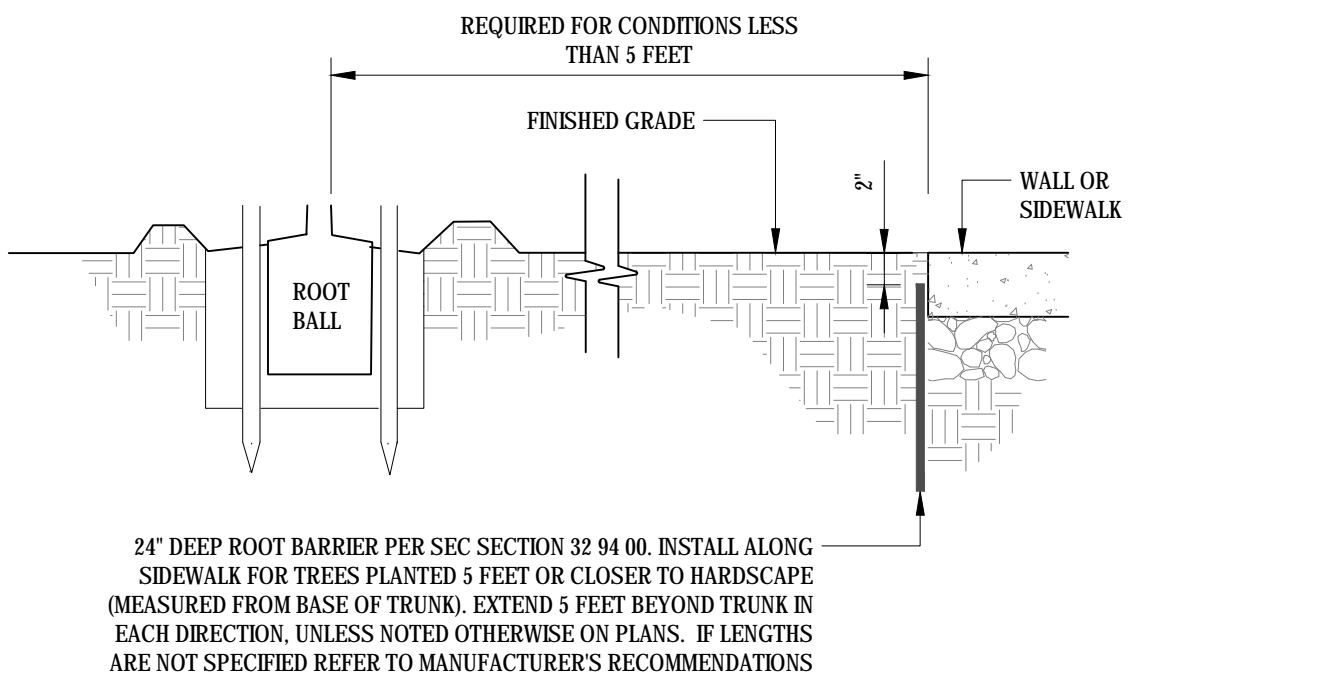 REQUIRED FOR CONDITIONS LESS
THAN 5 FEET
FINISHED GRADE
2"
WALL OR
SIDEWALK
ROOT
BALL
24" DEEP ROOT BARRIER PER SEC SECTION 32 94 00. INSTALL ALONG
SIDEWALK FOR TREES PLANTED 5 FEET OR CLOSER TO HARDSCAPE
(MEASURED FROM BASE OF TRUNK). EXTEND 5 FEET BEYOND TRUNK IN
EACH DIRECTION, UNLESS NOTED OTHERWISE ON PLANS. IF LENGTHS
ARE NOT SPECIFIED REFER TO MANUFACTURER'S RECOMMENDATIONS